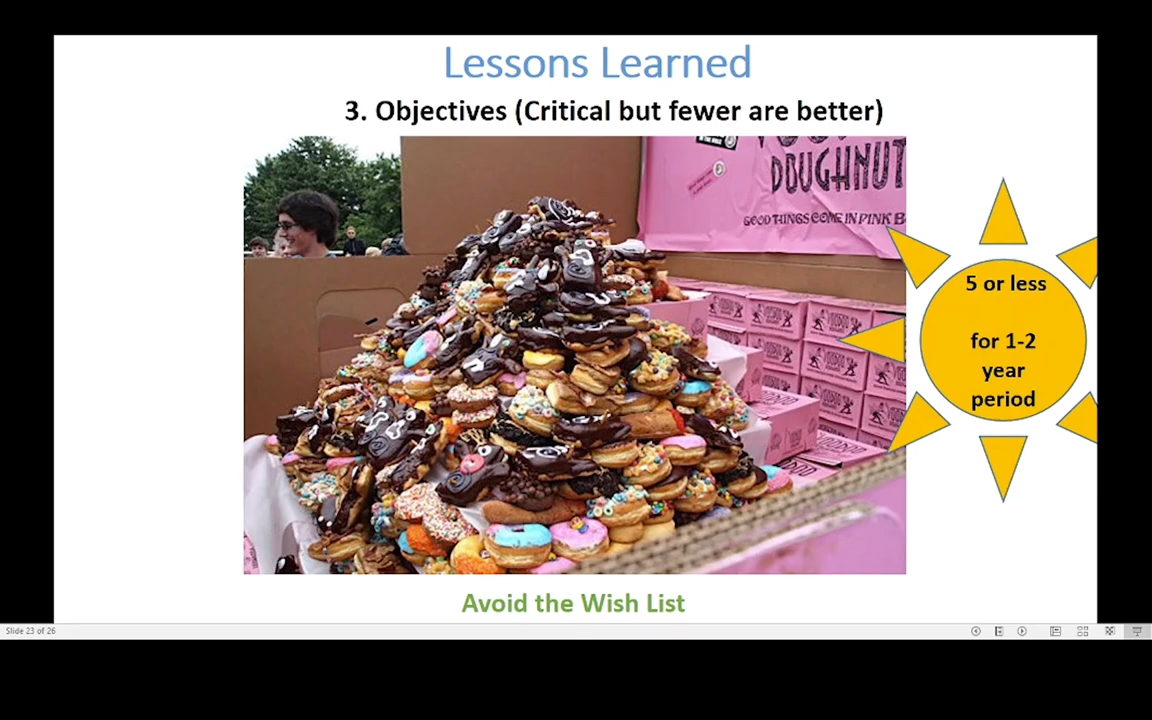 Lessons Learned
3. Objectives (Critical but fewer are better)
DOUGHNUT
GOOD THINGS COME IN PINK B
5 or less
for 1-2
year
period
Avoid the Wish List
Slide 23 of 26